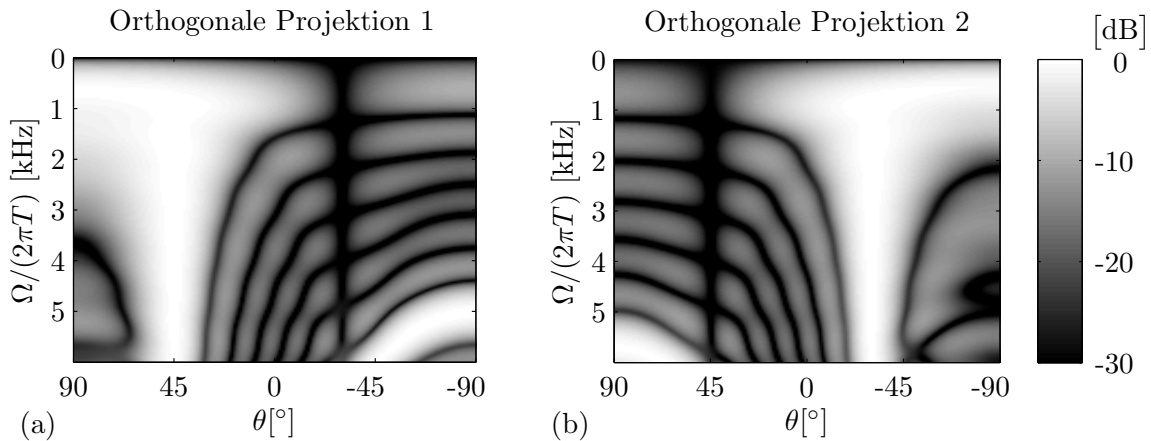 Orthogonale Projektion 1
Orthogonale Projektion 2
[dB]
0
1
2
3
4
5
Ω/(2πT) [kHz]
90 45 0 -45 -90
θ[°]
(a)
0
1
2
3
4
5
Ω/(2πT) [kHz]
90 45 0 -45 -90
θ[°]
(b)
0
-10
-20
-30